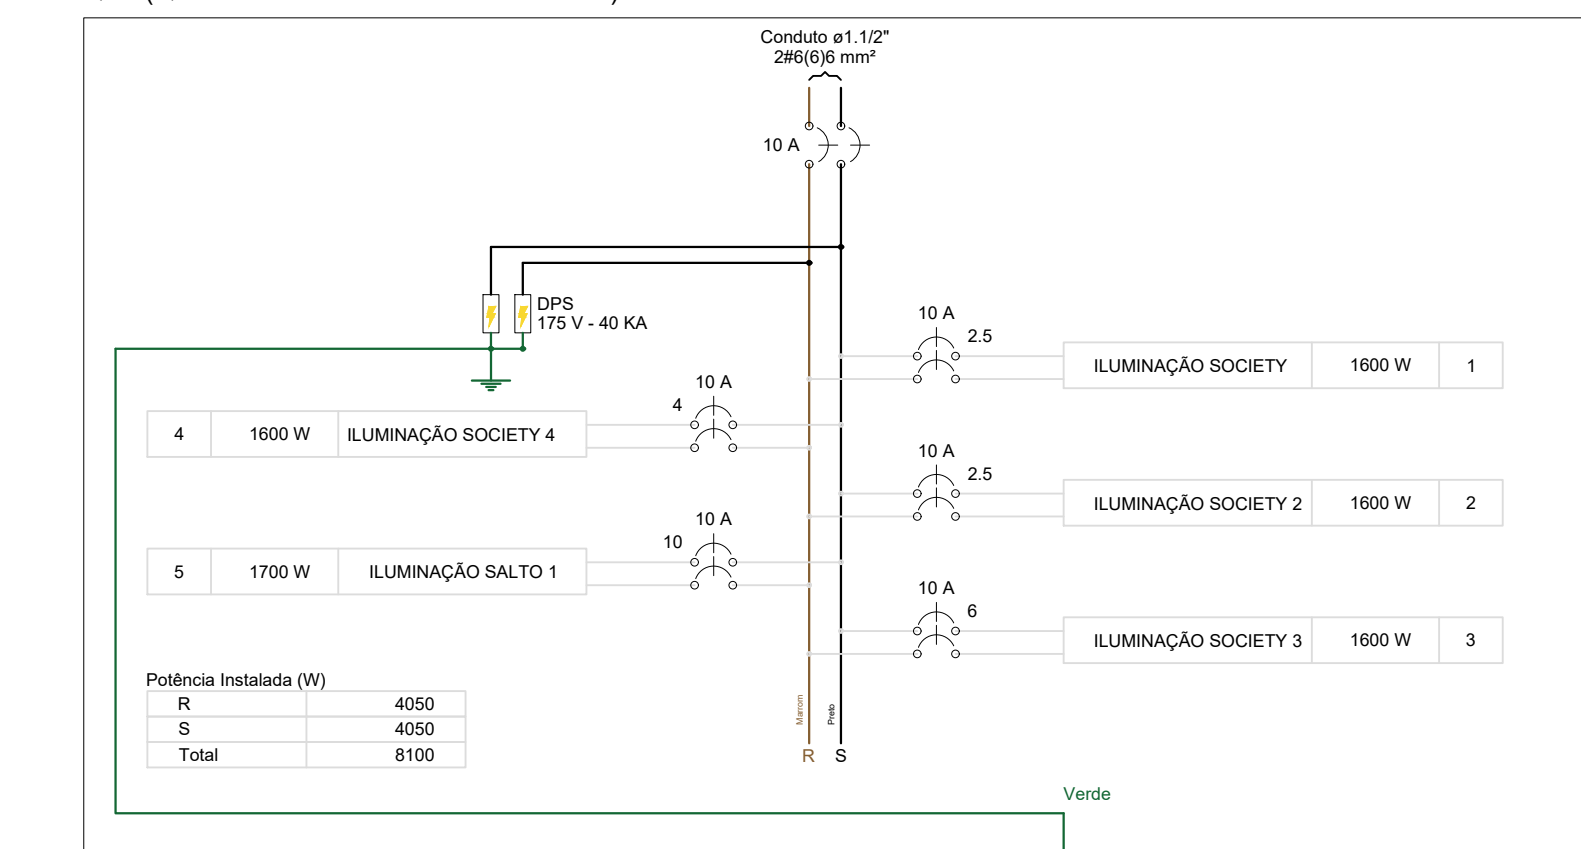 Conduto ø1.1/2"
2#6(6)6 mm²
10 A
DPS
175 V - 40 KA
10 A
2.5
ILUMINAÇÃO SOCIETY 1600 W 1
10 A
4
4 1600 W ILUMINAÇÃO SOCIETY 4
10 A
2.5
ILUMINAÇÃO SOCIETY 2 1600 W 2
10 A
10
5 1700 W ILUMINAÇÃO SALTO 1
10 A
6
ILUMINAÇÃO SOCIETY 3 1600 W 3
Potência Instalada (W)
R 4050
S 4050
Total 8100
Marrom
Preto
R S
Verde